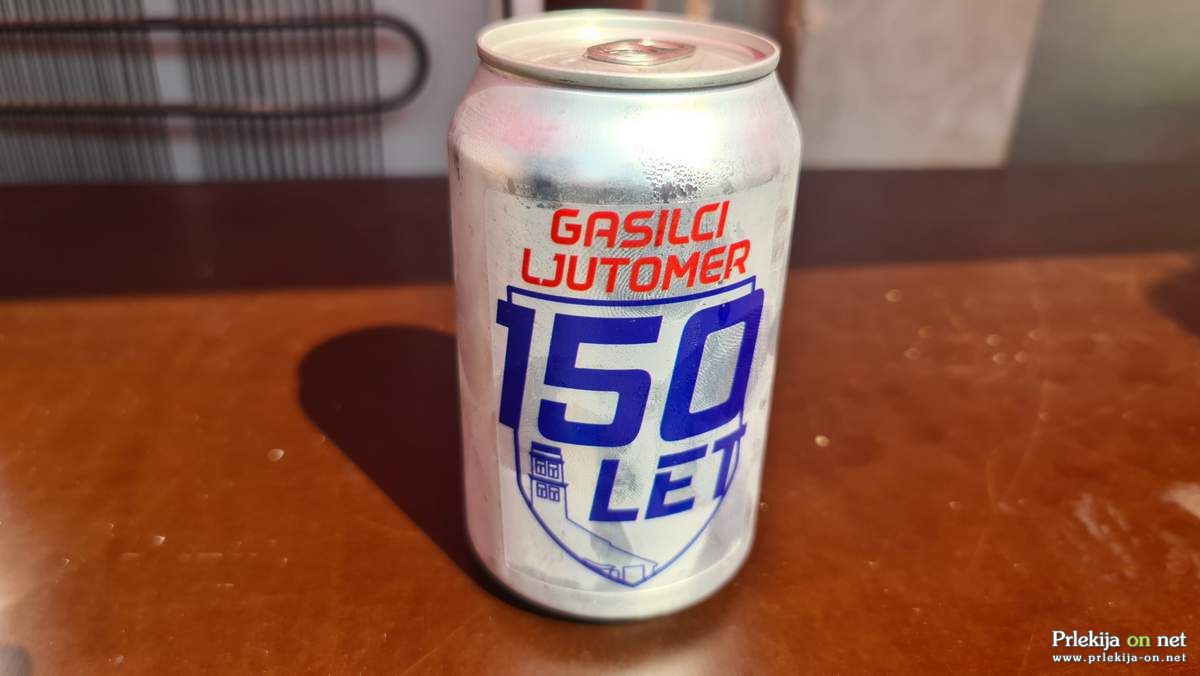 GASILCI
LJUTOMER
150
LET
Prlekija on net
www.prlekija-on.net